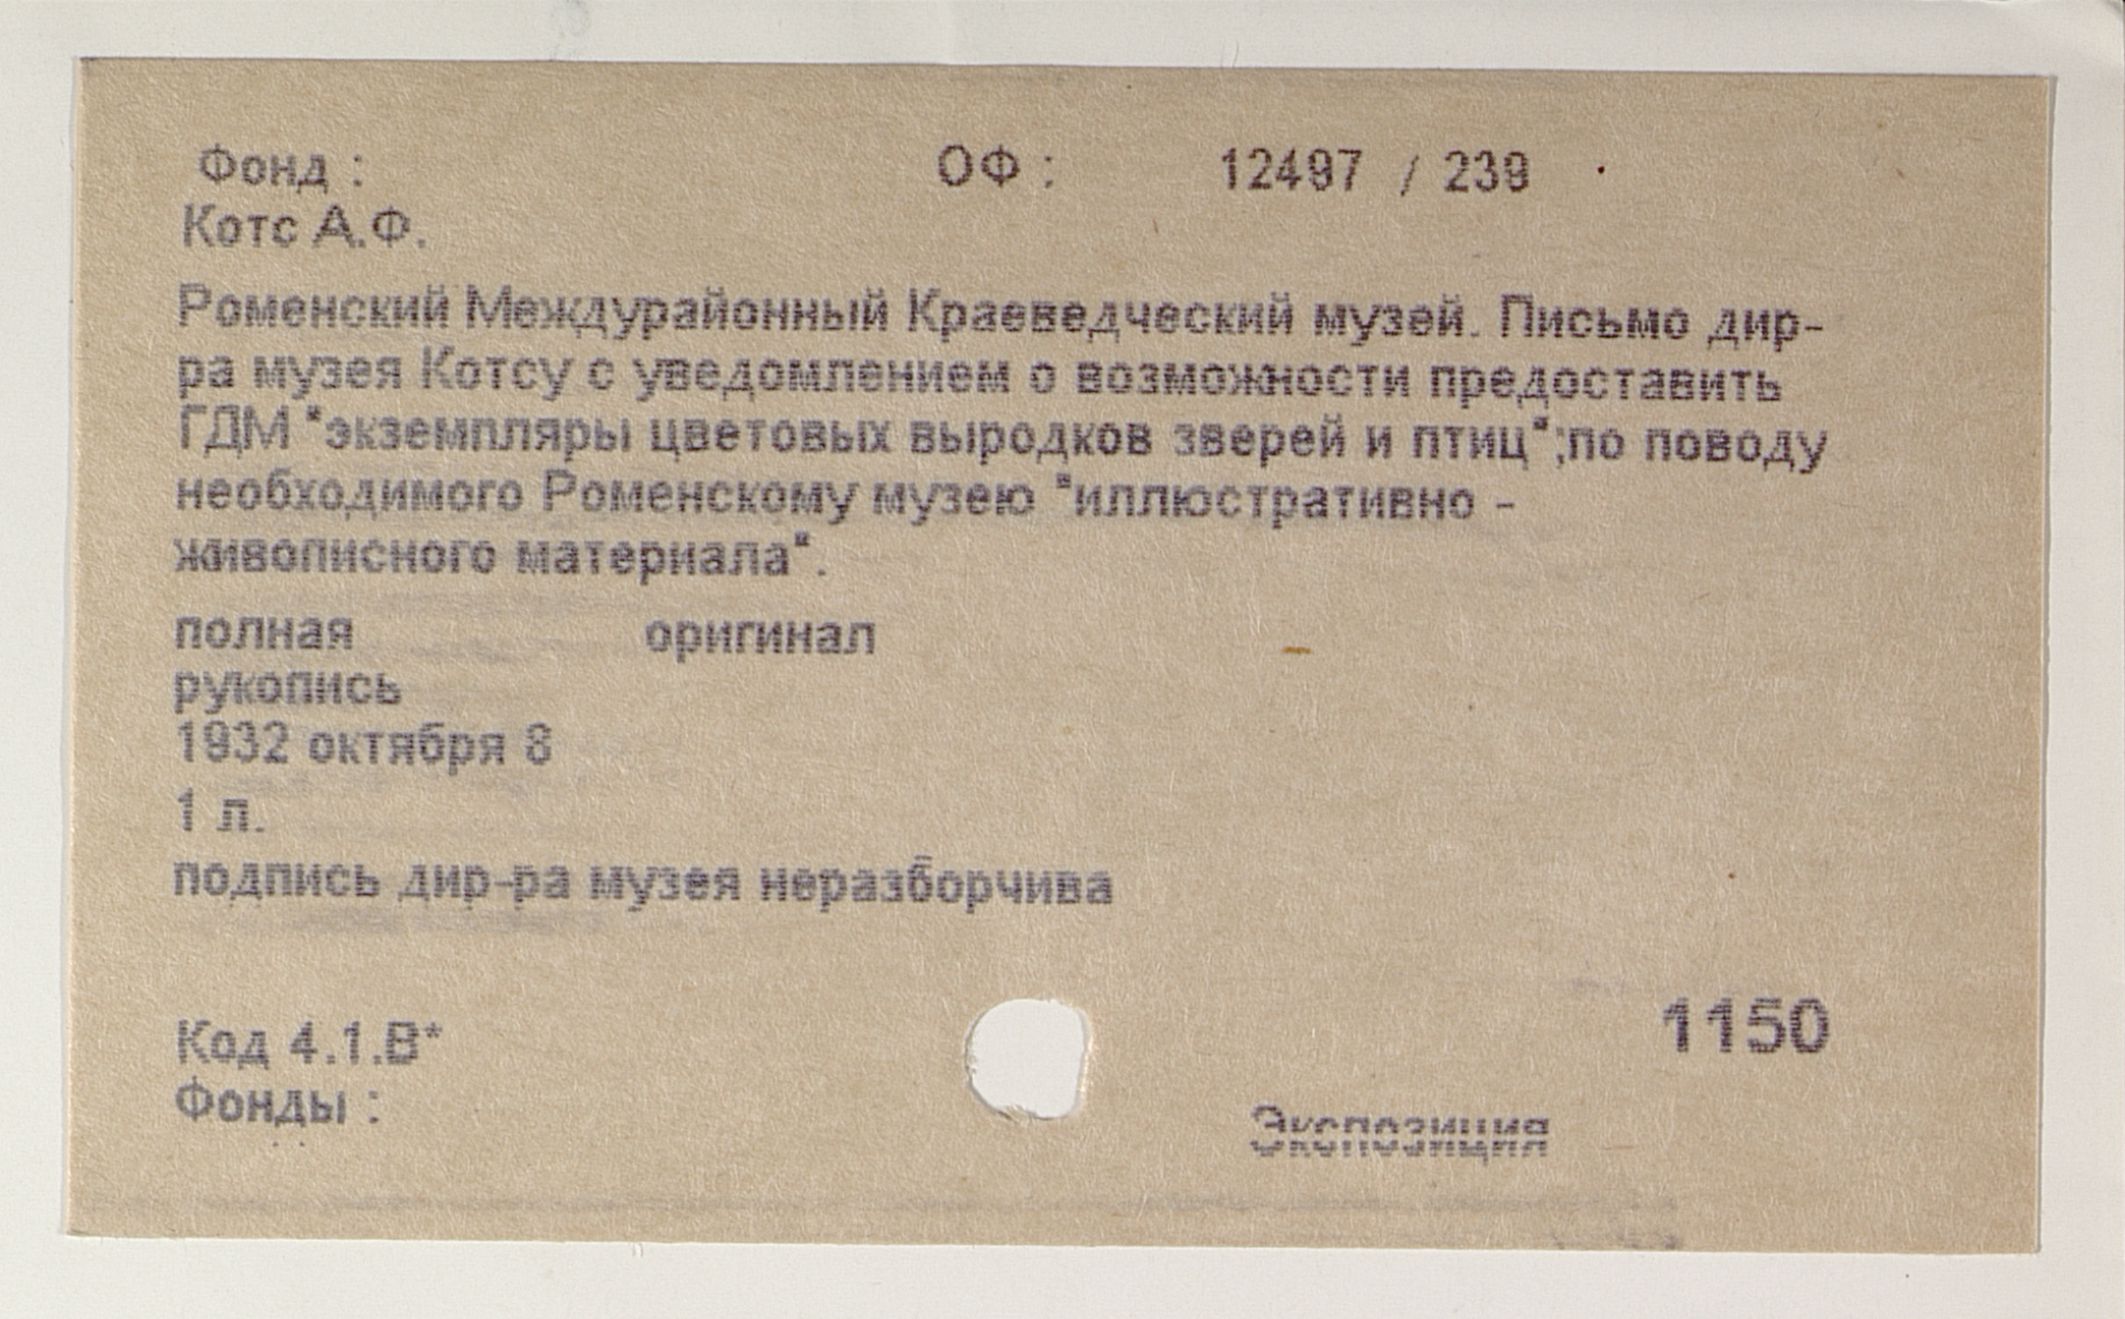 Фонд : ОФ : 12497 / 239
Котс А.Ф.
Роменский Междурайонный Краеведческий музей. Письмо дир-
ра музея Котсу с уведомлением о возможности предоставить
ГДМ "экземпляры цветовых выродков зверей и птиц";по поводу
необходимого Роменскому музею "иллюстративно -
живописного материала".
полная оригинал
рукопись
1932 октября 8
1 л.
подпись дир-ра музея неразборчива
1150
Код 4.1.В*
Фонды :
Экспозиция